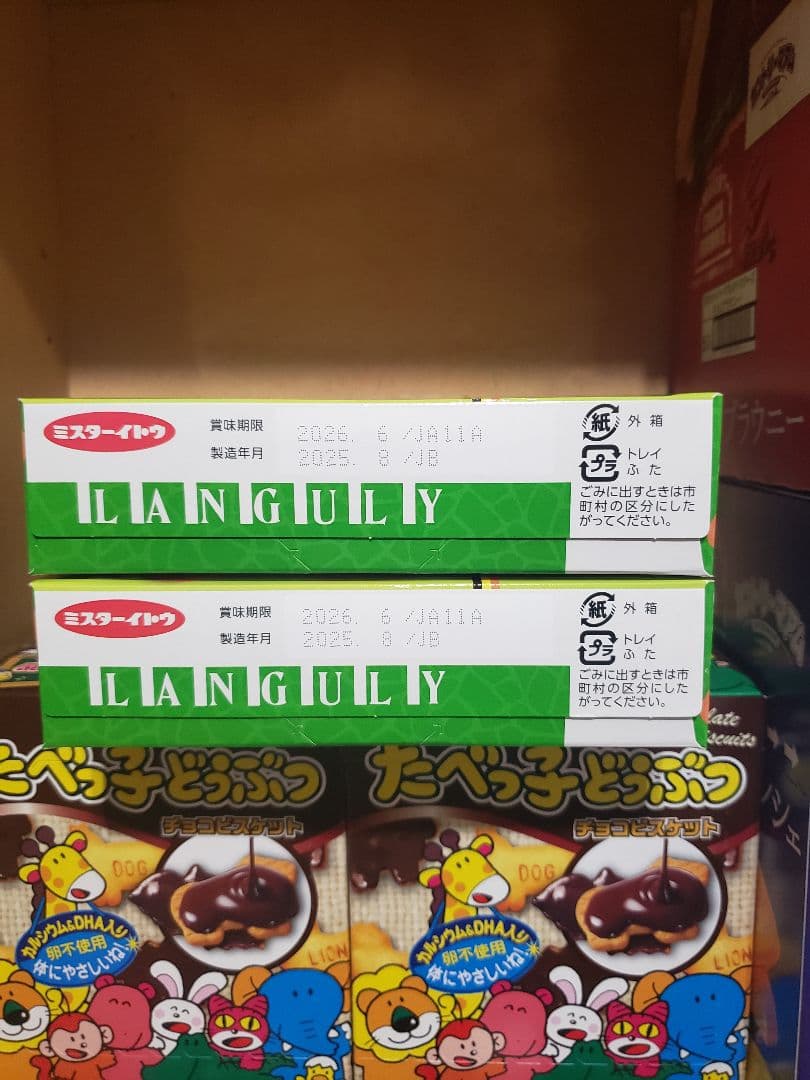 ミスターイトウ
賞味期限 2026. 6 /JA11A
製造年月 2025. 8 /JB
LANGULY
紙 外箱
プラ トレイ
ふた
ごみに出すときは市
町村の区分にした
がってください。
ミスターイトウ
賞味期限 2026. 6 /JA11A
製造年月 2025. 8 /JB
LANGULY
紙 外箱
プラ トレイ
ふた
ごみに出すときは市
町村の区分にした
がってください。
ブラウニー
たべっ子どうぶつ
チョコビスケット
DOG
カルシウム&DHA入り
卵不使用
体にやさしいね!
たべっ子どうぶつ
チョコビスケット
DOG
LION
カルシウム&DHA入り
卵不使用
体にやさしいね!